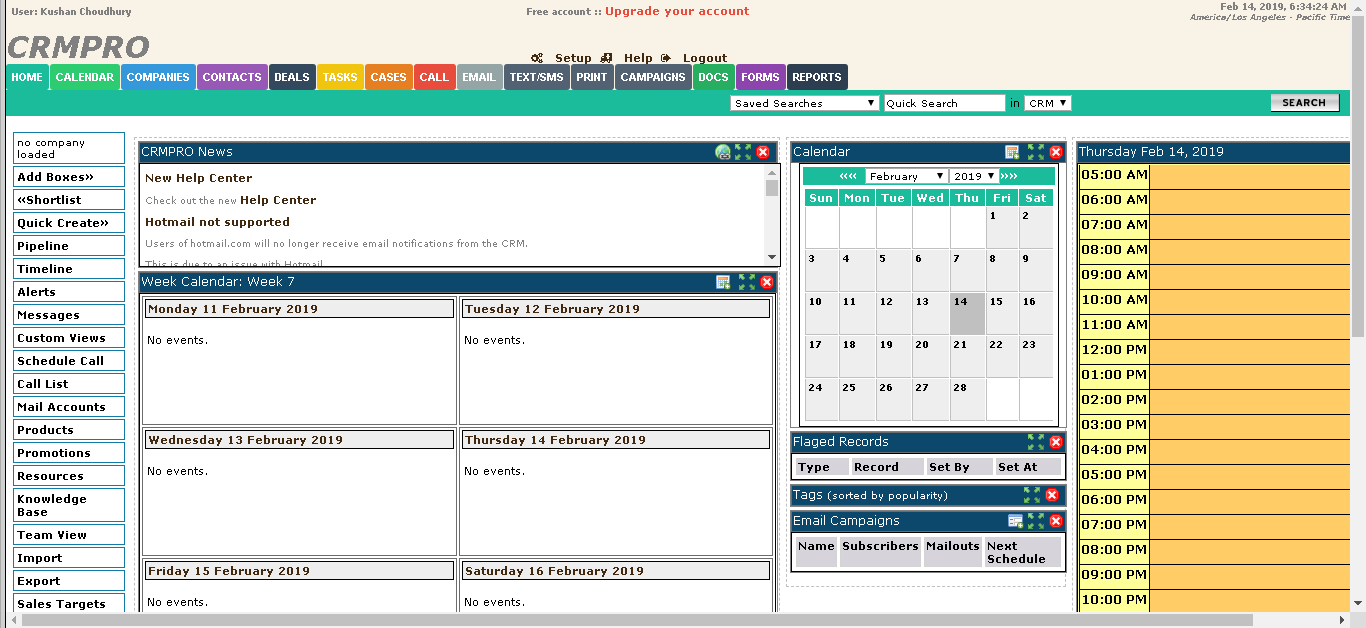 User: Kushan Choudhury
Free account :: Upgrade your account
Feb 14, 2019, 6:34:24 AM
America/Los Angeles - Pacific Time
CRMPRO
Setup Help Logout
HOME CALENDAR COMPANIES CONTACTS DEALS TASKS CASES CALL EMAIL TEXT/SMS PRINT CAMPAIGNS DOCS FORMS REPORTS
Saved Searches Quick Search in CRM SEARCH
no company
loaded
Add Boxes»
«Shortlist
Quick Create»
Pipeline
Timeline
Alerts
Messages
Custom Views
Schedule Call
Call List
Mail Accounts
Products
Promotions
Resources
Knowledge
Base
Team View
Import
Export
Sales Targets
CRMPRO News
New Help Center
Check out the new Help Center
Hotmail not supported
Users of hotmail.com will no longer receive email notifications from the CRM.
This is due to an issue with Hotmail
Week Calendar: Week 7
Monday 11 February 2019
No events.
Tuesday 12 February 2019
No events.
Wednesday 13 February 2019
No events.
Thursday 14 February 2019
No events.
Friday 15 February 2019
No events.
Saturday 16 February 2019
No events.
Calendar
«« February 2019 »»
Sun Mon Tue Wed Thu Fri Sat
1 2
3 4 5 6 7 8 9
10 11 12 13 14 15 16
17 18 19 20 21 22 23
24 25 26 27 28
Flaged Records
Type Record Set By Set At
Tags (sorted by popularity)
Email Campaigns
Name Subscribers Mailouts Next
Schedule
Thursday Feb 14, 2019
05:00 AM
06:00 AM
07:00 AM
08:00 AM
09:00 AM
10:00 AM
11:00 AM
12:00 PM
01:00 PM
02:00 PM
03:00 PM
04:00 PM
05:00 PM
06:00 PM
07:00 PM
08:00 PM
09:00 PM
10:00 PM